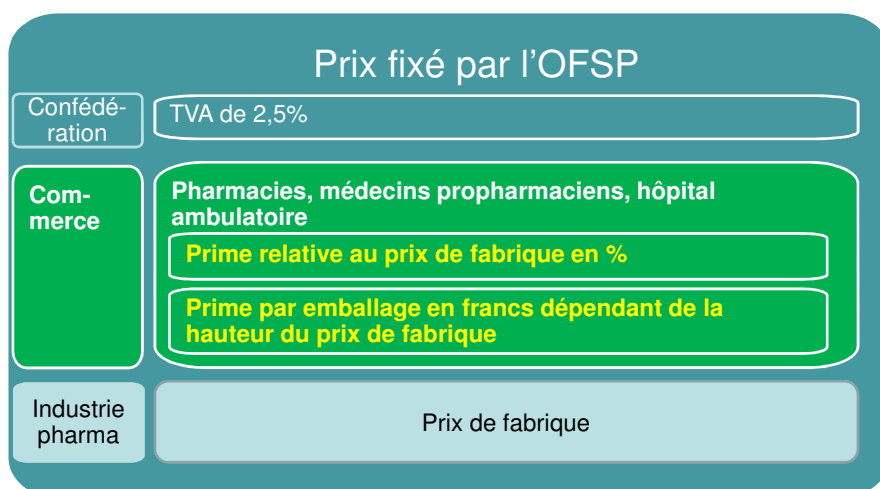 Prix fixé par l'OFSP
Confédé-
ration
TVA de 2,5%
Com-
merce
Pharmacies, médecins propharmaciens, hôpital
ambulatoire
Prime relative au prix de fabrique en %
Prime par emballage en francs dépendant de la
hauteur du prix de fabrique
Industrie
pharma
Prix de fabrique